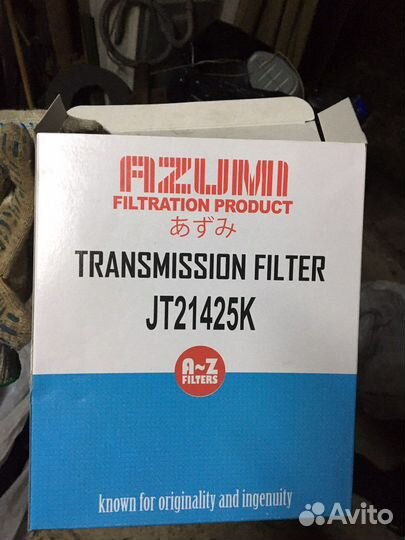 AZUMI
FILTRATION PRODUCT
あずみ
TRANSMISSION FILTER
JT21425K
A~Z
FILTERS
known for originality and ingenuity
Avito